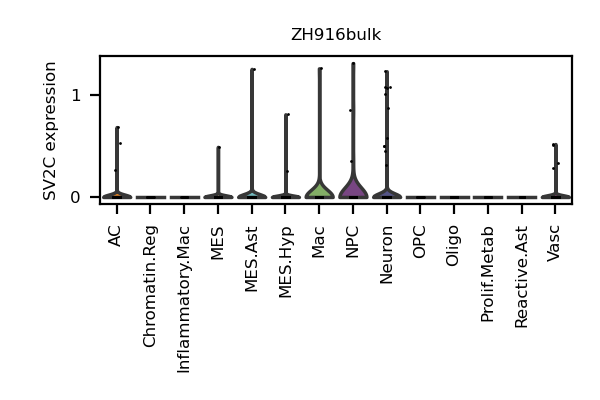 ZH916bulk
SV2C expression
1
0
AC
Chromatin.Reg
Inflammatory.Mac
MES
MES.Ast
MES.Hyp
Mac
NPC
Neuron
OPC
Oligo
Prolif.Metab
Reactive.Ast
Vasc